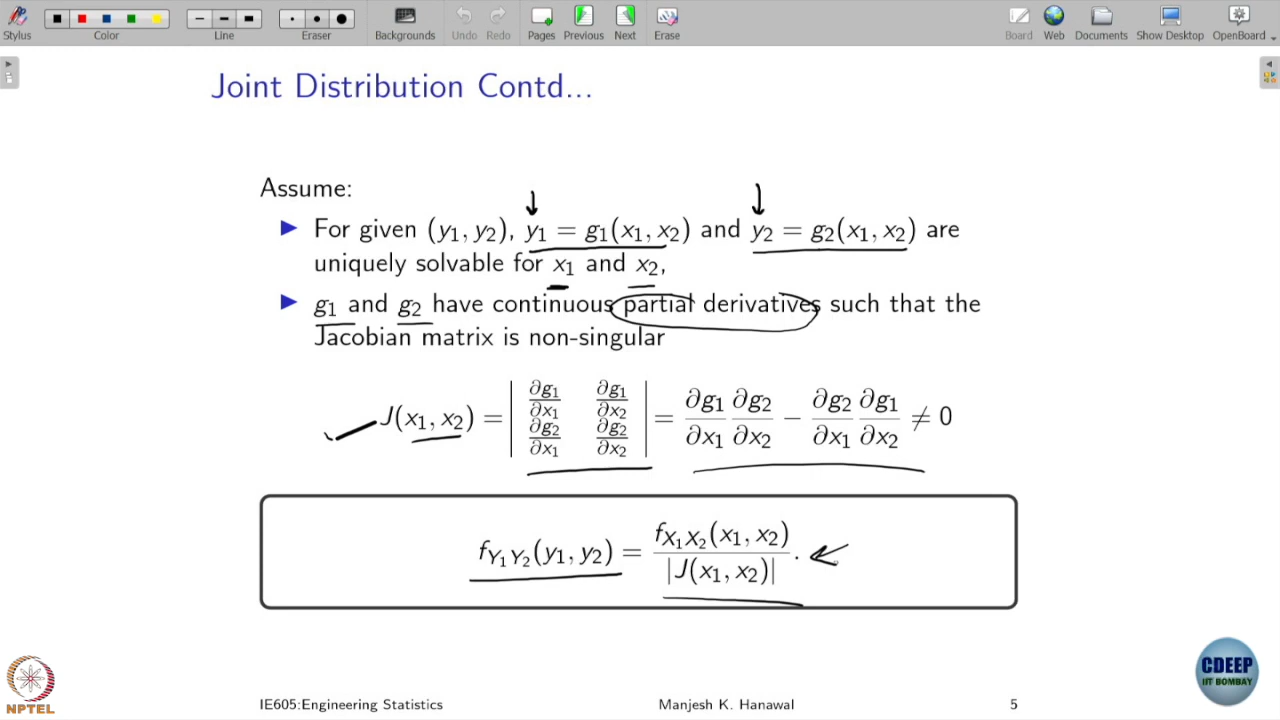 Stylus Color Line Eraser Backgrounds Undo Redo Pages Previous Next Erase Board Web Documents Show Desktop OpenBoard
Joint Distribution Contd...
Assume:
▶ For given (y₁, y₂), y₁ = g₁(x₁, x₂) and y₂ = g₂(x₁, x₂) are
uniquely solvable for x₁ and x₂,
▶ g₁ and g₂ have continuous partial derivatives such that the
Jacobian matrix is non-singular
J(x₁, x₂) = | ∂g₁/∂x₁ ∂g₁/∂x₂ ; ∂g₂/∂x₁ ∂g₂/∂x₂ | = ∂g₁/∂x₁ ∂g₂/∂x₂ − ∂g₂/∂x₁ ∂g₁/∂x₂ ≠ 0
f_{Y₁Y₂}(y₁, y₂) = f_{X₁X₂}(x₁, x₂) / |J(x₁, x₂)| .
NPTEL
IE605:Engineering Statistics Manjesh K. Hanawal 5
CDEEP
IIT BOMBAY